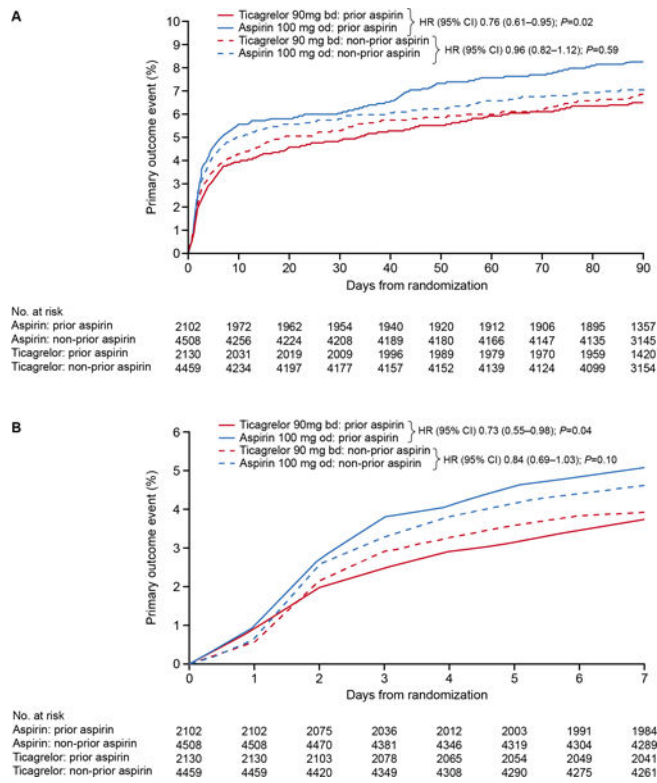 A
Ticagrelor 90mg bd: prior aspirin
Aspirin 100 mg od: prior aspirin
HR (95% CI) 0.76 (0.61–0.95); P=0.02
Ticagrelor 90 mg bd: non-prior aspirin
Aspirin 100 mg od: non-prior aspirin
HR (95% CI) 0.96 (0.82–1.12); P=0.59
Primary outcome event (%)
10
9
8
7
6
5
4
3
2
1
0
0 10 20 30 40 50 60 70 80 90
Days from randomization
No. at risk
Aspirin: prior aspirin 2102 1972 1962 1954 1940 1920 1912 1906 1895 1357
Aspirin: non-prior aspirin 4508 4256 4224 4208 4189 4180 4166 4147 4135 3145
Ticagrelor: prior aspirin 2130 2031 2019 2009 1996 1989 1979 1970 1959 1420
Ticagrelor: non-prior aspirin 4459 4234 4197 4177 4157 4152 4139 4124 4099 3154
B
Ticagrelor 90mg bd: prior aspirin
Aspirin 100 mg od: prior aspirin
HR (95% CI) 0.73 (0.55–0.98); P=0.04
Ticagrelor 90 mg bd: non-prior aspirin
Aspirin 100 mg od: non-prior aspirin
HR (95% CI) 0.84 (0.69–1.03); P=0.10
Primary outcome event (%)
6
5
4
3
2
1
0
0 1 2 3 4 5 6 7
Days from randomization
No. at risk
Aspirin: prior aspirin 2102 2102 2075 2036 2012 2003 1991 1984
Aspirin: non-prior aspirin 4508 4508 4470 4381 4346 4319 4304 4289
Ticagrelor: prior aspirin 2130 2130 2103 2078 2065 2054 2049 2041
Ticagrelor: non-prior aspirin 4459 4459 4420 4349 4308 4290 4275 4261